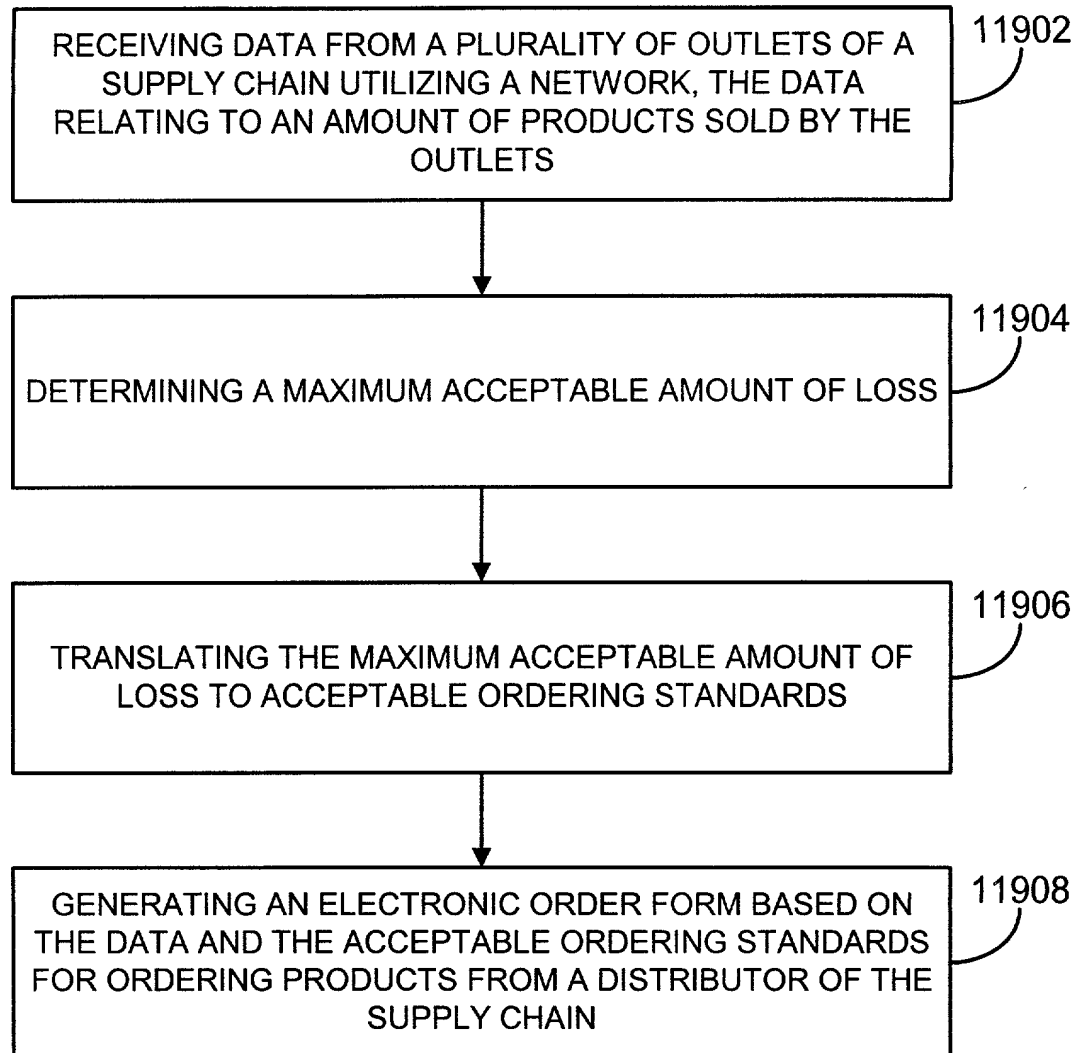 RECEIVING DATA FROM A PLURALITY OF OUTLETS OF A
SUPPLY CHAIN UTILIZING A NETWORK, THE DATA
RELATING TO AN AMOUNT OF PRODUCTS SOLD BY THE
OUTLETS
11902
DETERMINING A MAXIMUM ACCEPTABLE AMOUNT OF LOSS
11904
TRANSLATING THE MAXIMUM ACCEPTABLE AMOUNT OF
LOSS TO ACCEPTABLE ORDERING STANDARDS
11906
GENERATING AN ELECTRONIC ORDER FORM BASED ON
THE DATA AND THE ACCEPTABLE ORDERING STANDARDS
FOR ORDERING PRODUCTS FROM A DISTRIBUTOR OF THE
SUPPLY CHAIN
11908